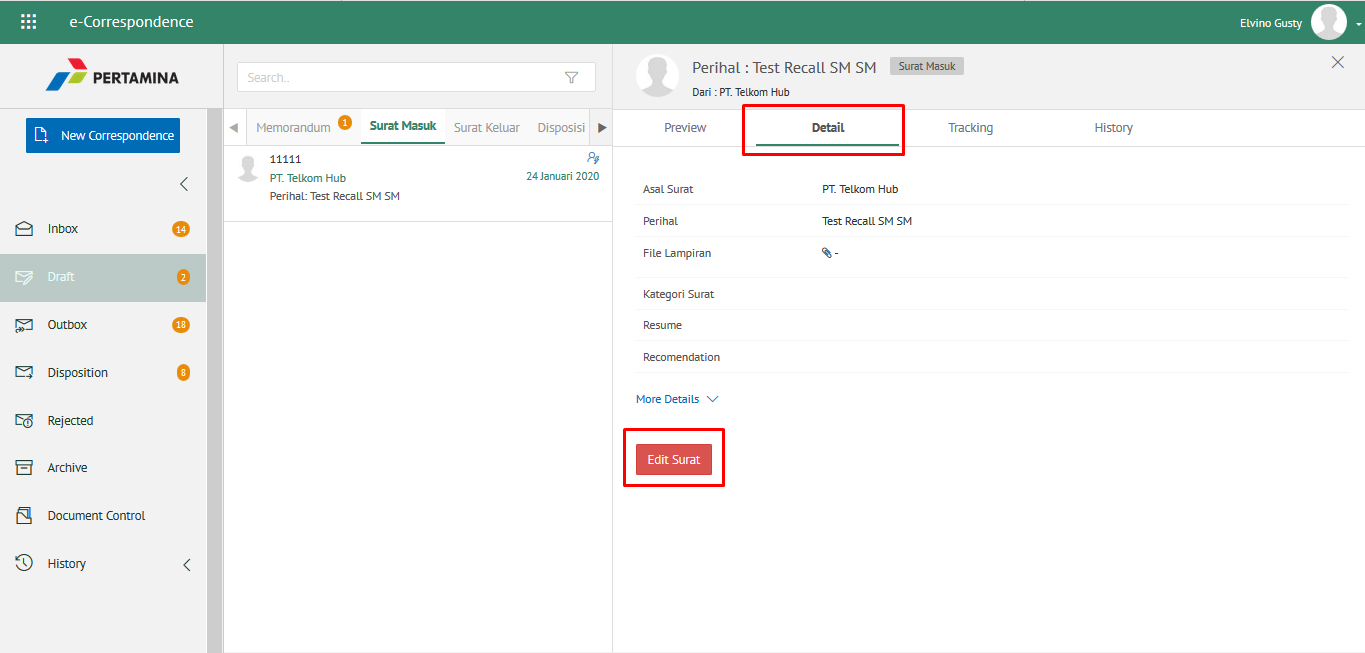 e-Correspondence
Elvino Gusty
PERTAMINA
New Correspondence
Inbox 14
Draft 2
Outbox 18
Disposition 8
Rejected
Archive
Document Control
History
Search..
Memorandum 1 Surat Masuk Surat Keluar Disposisi
11111
PT. Telkom Hub 24 Januari 2020
Perihal: Test Recall SM SM
Perihal : Test Recall SM SM Surat Masuk
Dari : PT. Telkom Hub
Preview Detail Tracking History
Asal Surat PT. Telkom Hub
Perihal Test Recall SM SM
File Lampiran -
Kategori Surat
Resume
Recomendation
More Details
Edit Surat